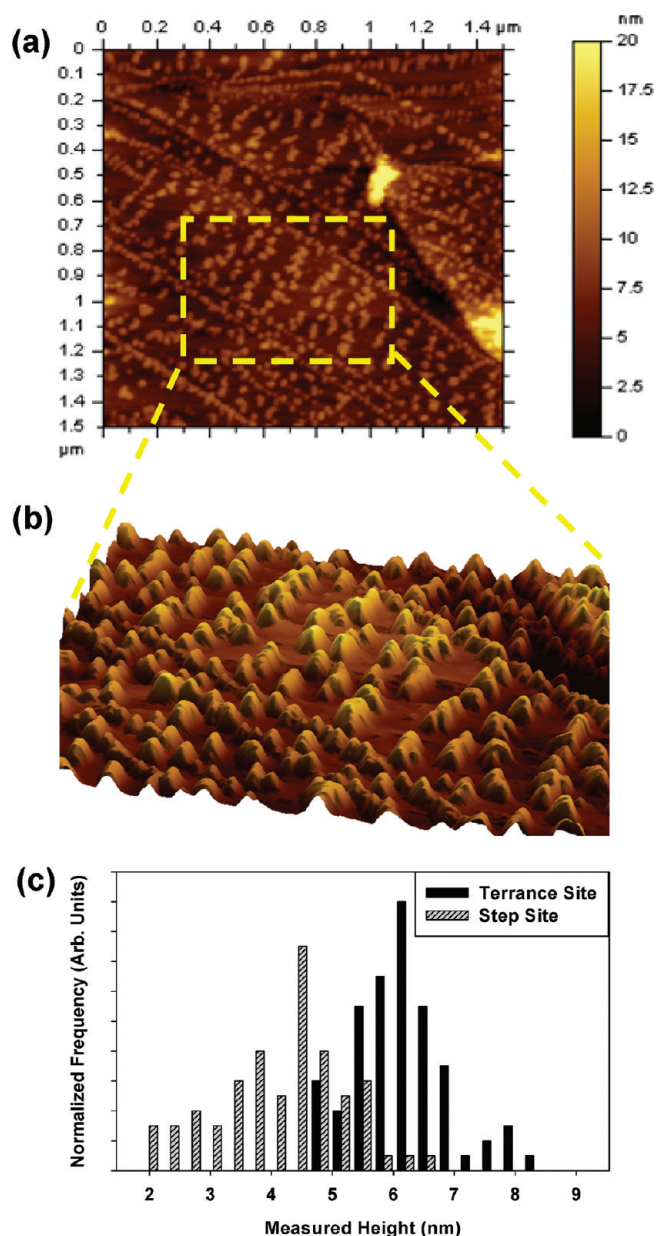 0 0.2 0.4 0.6 0.8 1 1.2 1.4 µm
nm
(a)
0
0.1
0.2
0.3
0.4
0.5
0.6
0.7
0.8
0.9
1
1.1
1.2
1.3
1.4
1.5
µm
20
17.5
15
12.5
10
7.5
5
2.5
0
(b)
(c)
Normalized Frequency (Arb. Units)
Terrance Site
Step Site
2 3 4 5 6 7 8 9
Measured Height (nm)